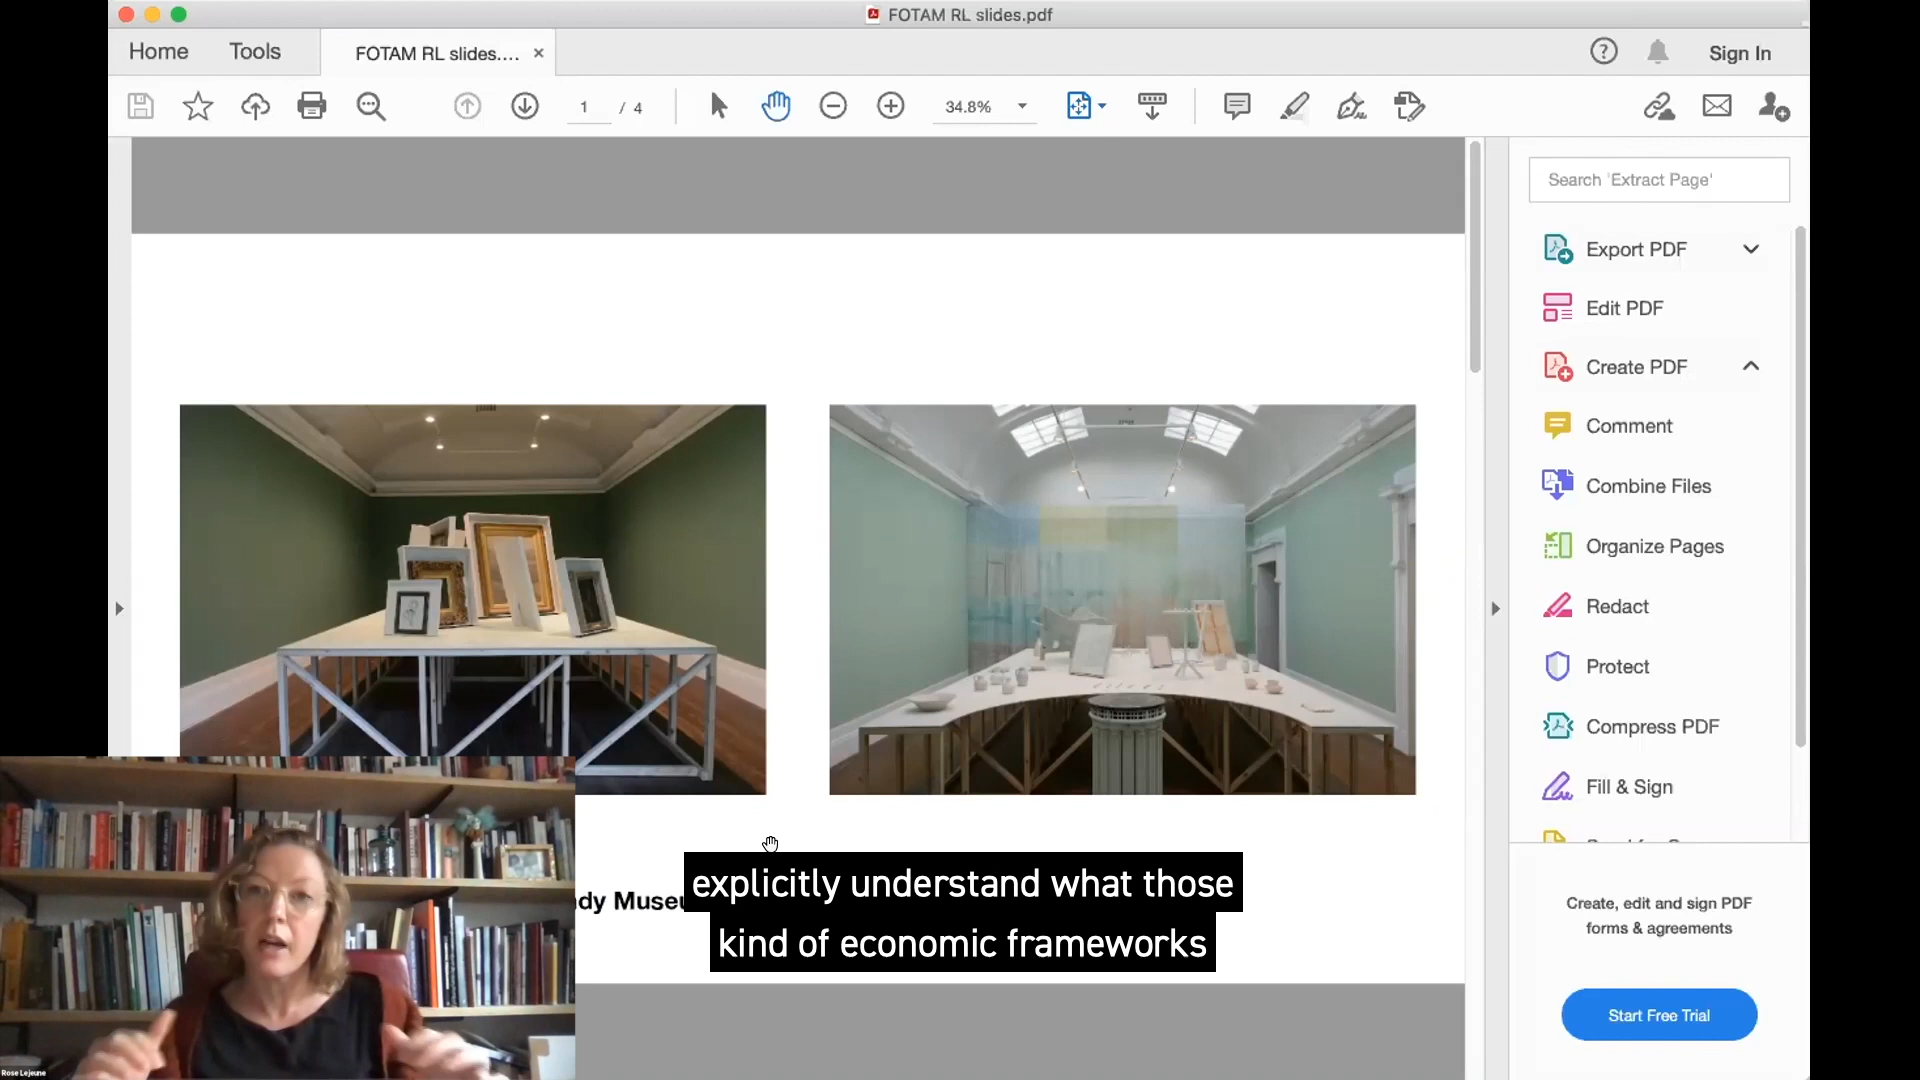 FOTAM RL slides.pdf
Home
Tools
FOTAM RL slides....
Sign In
1 / 4
34.8%
Search 'Extract Page'
Export PDF
Edit PDF
Create PDF
Comment
Combine Files
Organize Pages
Redact
Protect
Compress PDF
Fill & Sign
Create, edit and sign PDF
forms & agreements
Start Free Trial
explicitly understand what those
kind of economic frameworks
Rose Lejeune